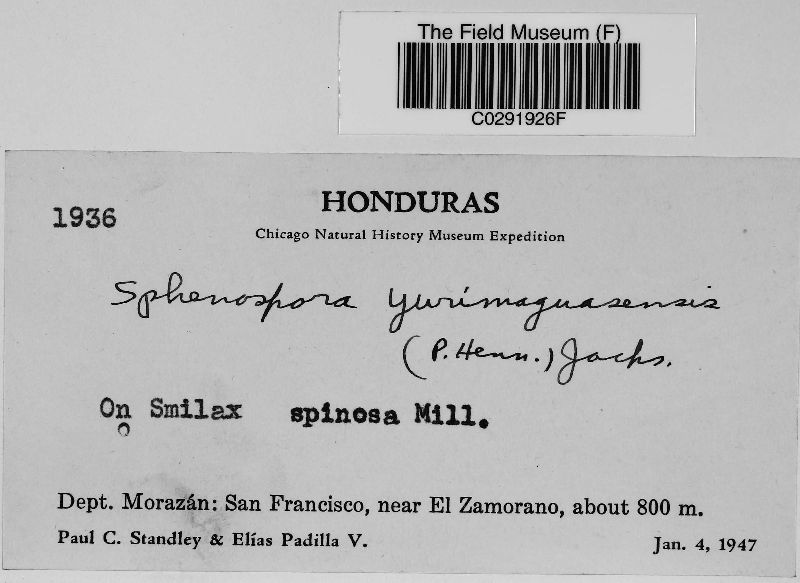 The Field Museum (F)
C0291926F
HONDURAS
1936
Chicago Natural History Museum Expedition
Sphenospora yurimaguasensis
(P. Henn.) Jacks.
On Smilax spinosa Mill.
Dept. Morazán: San Francisco, near El Zamorano, about 800 m.
Paul C. Standley & Elías Padilla V.
Jan. 4, 1947